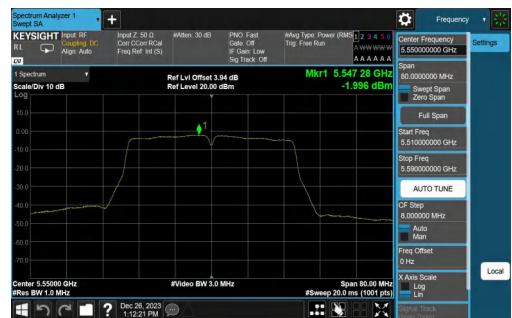 Spectrum Analyzer 1
Swept SA
Frequency
KEYSIGHT
RL
LV
Input: RF
Coupling: DC
Align: Auto
Input Z: 50 Ω
Corr CCorr RCal
Freq Ref: Int (S)
#Atten: 30 dB
PNO: Fast
Gate: Off
IF Gain: Low
Sig Track: Off
#Avg Type: Power (RMS
Trig: Free Run
1 2 3 4 5 6
A W W W W W
A A A A A A
1 Spectrum
Scale/Div 10 dB
Log
Ref Lvl Offset 3.94 dB
Ref Level 20.00 dBm
Mkr1 5.547 28 GHz
-1.996 dBm
1
10.0
0.00
-10.0
-20.0
-30.0
-40.0
-50.0
-60.0
-70.0
Center 5.55000 GHz
#Res BW 1.0 MHz
#Video BW 3.0 MHz
Span 80.00 MHz
#Sweep 20.0 ms (1001 pts)
Center Frequency
5.550000000 GHz
Span
80.0000000 MHz
Swept Span
Zero Span
Full Span
Start Freq
5.510000000 GHz
Stop Freq
5.590000000 GHz
AUTO TUNE
CF Step
8.000000 MHz
Auto
Man
Freq Offset
0 Hz
X Axis Scale
Log
Lin
Signal Track
Settings
Local
?
Dec 26, 2023
1:12:21 PM